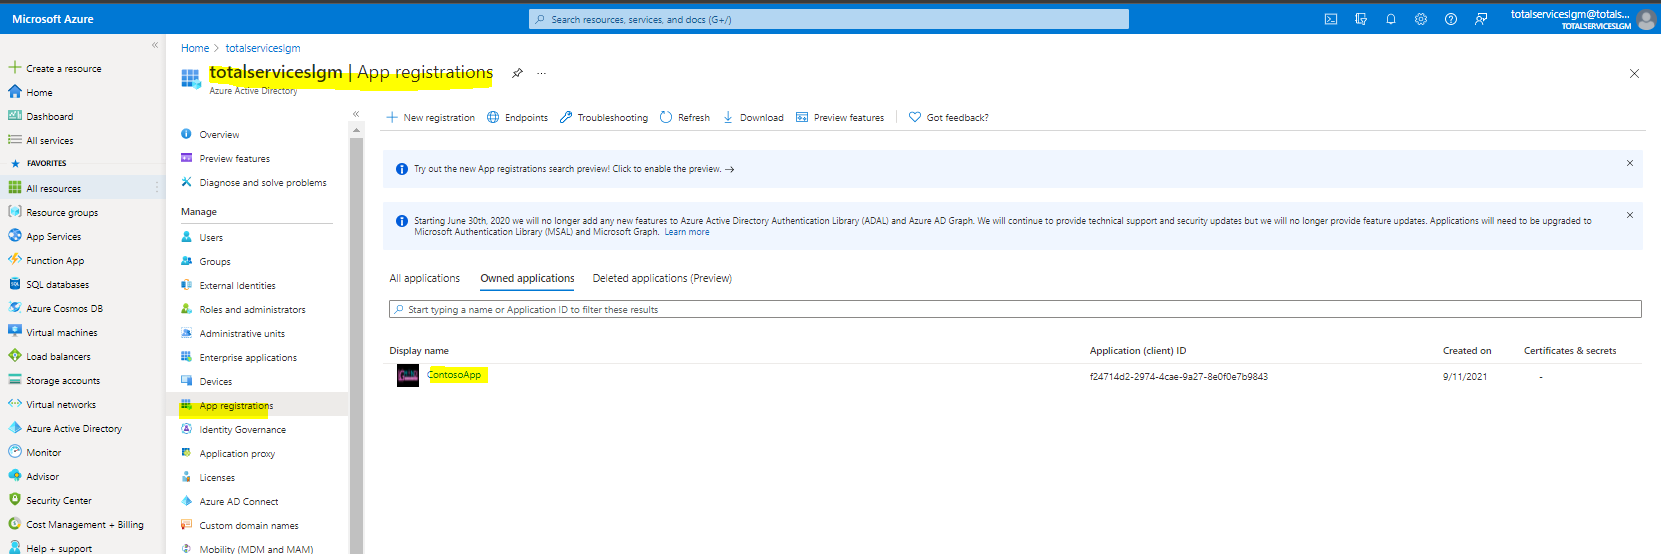 Microsoft Azure
Search resources, services, and docs (G+/)
totalserviceslgm@totals...
TOTALSERVICESLGM
Create a resource
Home
Dashboard
All services
FAVORITES
All resources
Resource groups
App Services
Function App
SQL databases
Azure Cosmos DB
Virtual machines
Load balancers
Storage accounts
Virtual networks
Azure Active Directory
Monitor
Advisor
Security Center
Cost Management + Billing
Help + support
Home > totalserviceslgm
totalserviceslgm | App registrations
Azure Active Directory
Overview
Preview features
Diagnose and solve problems
Manage
Users
Groups
External Identities
Roles and administrators
Administrative units
Enterprise applications
Devices
App registrations
Identity Governance
Application proxy
Licenses
Azure AD Connect
Custom domain names
Mobility (MDM and MAM)
New registration Endpoints Troubleshooting Refresh Download Preview features Got feedback?
Try out the new App registrations search preview! Click to enable the preview. →
Starting June 30th, 2020 we will no longer add any new features to Azure Active Directory Authentication Library (ADAL) and Azure AD Graph. We will continue to provide technical support and security updates but we will no longer provide feature updates. Applications will need to be upgraded to
Microsoft Authentication Library (MSAL) and Microsoft Graph. Learn more
All applications Owned applications Deleted applications (Preview)
Start typing a name or Application ID to filter these results
Display name Application (client) ID Created on Certificates & secrets
ContosoApp f24714d2-2974-4cae-9a27-8e0f0e7b9843 9/11/2021 -